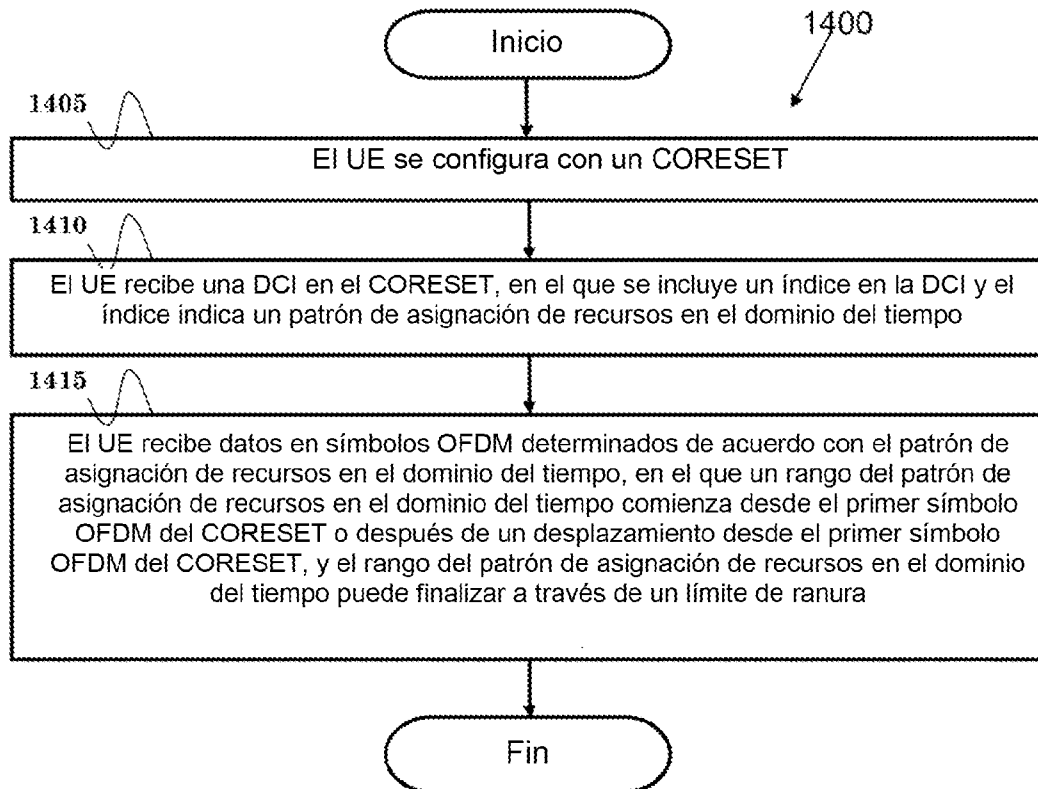 Inicio
1400
1405
El UE se configura con un CORESET
1410
El UE recibe una DCI en el CORESET, en el que se incluye un índice en la DCI y el
índice indica un patrón de asignación de recursos en el dominio del tiempo
1415
El UE recibe datos en símbolos OFDM determinados de acuerdo con el patrón de
asignación de recursos en el dominio del tiempo, en el que un rango del patrón de
asignación de recursos en el dominio del tiempo comienza desde el primer símbolo
OFDM del CORESET o después de un desplazamiento desde el primer símbolo
OFDM del CORESET, y el rango del patrón de asignación de recursos en el dominio
del tiempo puede finalizar a través de un límite de ranura
Fin